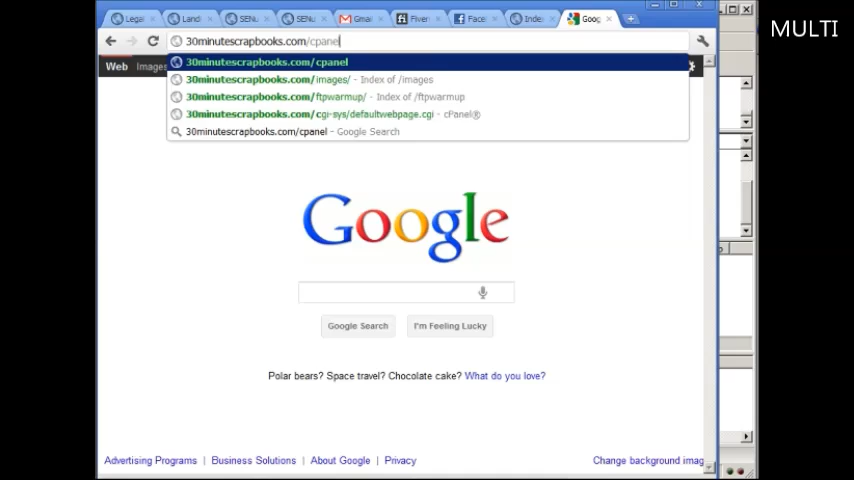 MULTI
Legal
Landi
SENu
SENu
Gmai
Fiver
Face
Inde
Goog
30minutescrapbooks.com/cpanel
Web Images
30minutescrapbooks.com/cpanel
30minutescrapbooks.com/images/ - Index of /images
30minutescrapbooks.com/ftpwarmup/ - Index of /ftpwarmup
30minutescrapbooks.com/cgi-sys/defaultwebpage.cgi - cPanel®
30minutescrapbooks.com/cpanel - Google Search
Google
Google Search I'm Feeling Lucky
Polar bears? Space travel? Chocolate cake? What do you love?
Advertising Programs | Business Solutions | About Google | Privacy Change background imag